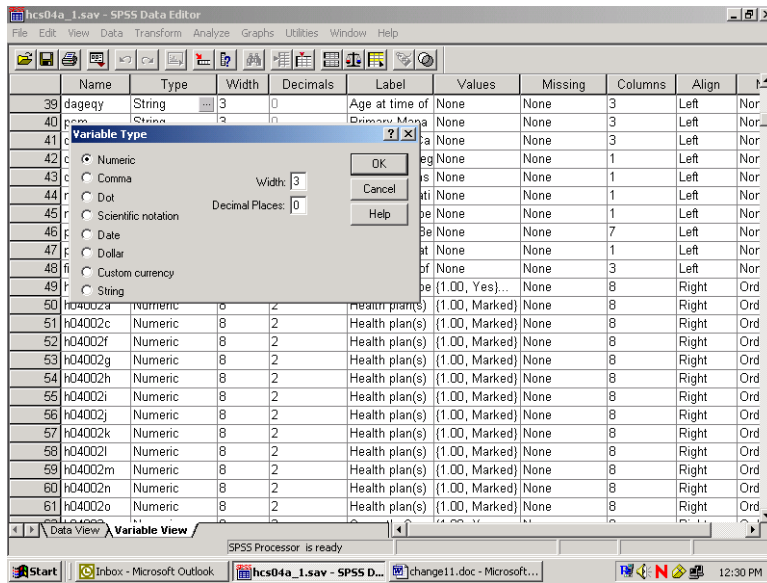 hcs04a_1.sav - SPSS Data Editor
File Edit View Data Transform Analyze Graphs Utilities Window Help
Name Type Width Decimals Label Values Missing Columns Align
39 dageqy String ... 3 0 Age at time of None None 3 Left Nor
40 pcm String 3 0 Primary Mana None None 3 Left Nor
Variable Type
41 c a None None 3 Left Nor
Numeric OK
42 c eg None None 1 Left Nor
Comma Width: 3
43 c ns None None 1 Left Nor
Dot Cancel
44 r ati None None 1 Left Nor
Scientific notation Decimal Places: 0 Help
45 r be None None 1 Left Nor
Date
46 p Be None None 7 Left Nor
Dollar
47 p at None None 1 Left Nor
Custom currency
48 fi of None None 3 Left Nor
String
49 h be {1.00, Yes}... None 8 Right Ord
50 h04002a Numeric 8 2 Health plan(s) {1.00, Marked} None 8 Right Ord
51 h04002c Numeric 8 2 Health plan(s) {1.00, Marked} None 8 Right Ord
52 h04002f Numeric 8 2 Health plan(s) {1.00, Marked} None 8 Right Ord
53 h04002g Numeric 8 2 Health plan(s) {1.00, Marked} None 8 Right Ord
54 h04002h Numeric 8 2 Health plan(s) {1.00, Marked} None 8 Right Ord
55 h04002i Numeric 8 2 Health plan(s) {1.00, Marked} None 8 Right Ord
56 h04002j Numeric 8 2 Health plan(s) {1.00, Marked} None 8 Right Ord
57 h04002k Numeric 8 2 Health plan(s) {1.00, Marked} None 8 Right Ord
58 h04002l Numeric 8 2 Health plan(s) {1.00, Marked} None 8 Right Ord
59 h04002m Numeric 8 2 Health plan(s) {1.00, Marked} None 8 Right Ord
60 h04002n Numeric 8 2 Health plan(s) {1.00, Marked} None 8 Right Ord
61 h04002o Numeric 8 2 Health plan(s) {1.00, Marked} None 8 Right Ord
Data View Variable View
SPSS Processor is ready
Start Inbox - Microsoft Outlook hcs04a_1.sav - SPSS D... change11.doc - Microsoft... 12:30 PM